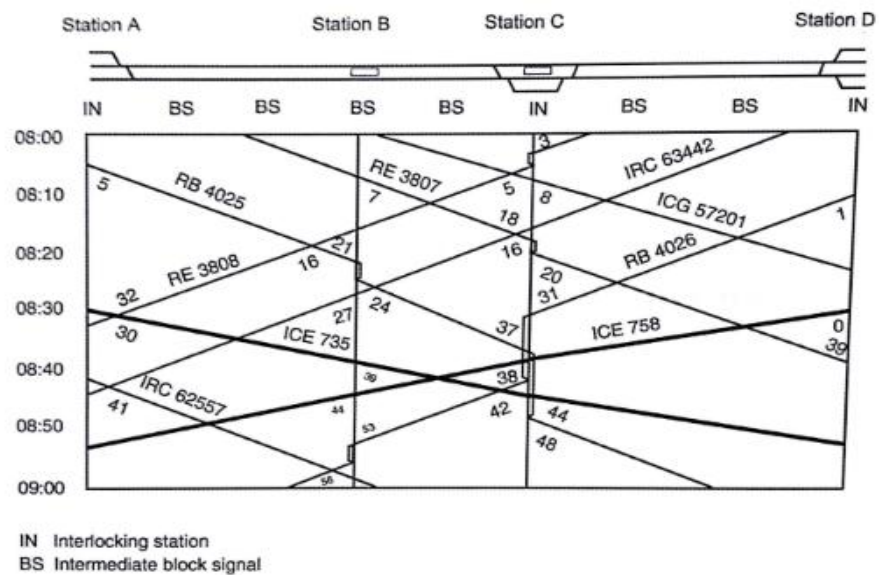 Station A Station B Station C Station D
IN BS BS BS BS IN BS BS IN
08:00
3
IRC 63442
RE 3807
5
RB 4025
5
7
8
ICG 57201
08:10
1
18
21
16
16
RB 4026
08:20
RE 3808
20
31
32
24
27
08:30
30
37
ICE 758
0
ICE 735
39
39
38
08:40
IRC 62557
41
44
42
44
08:50
53
48
56
09:00
IN Interlocking station
BS Intermediate block signal